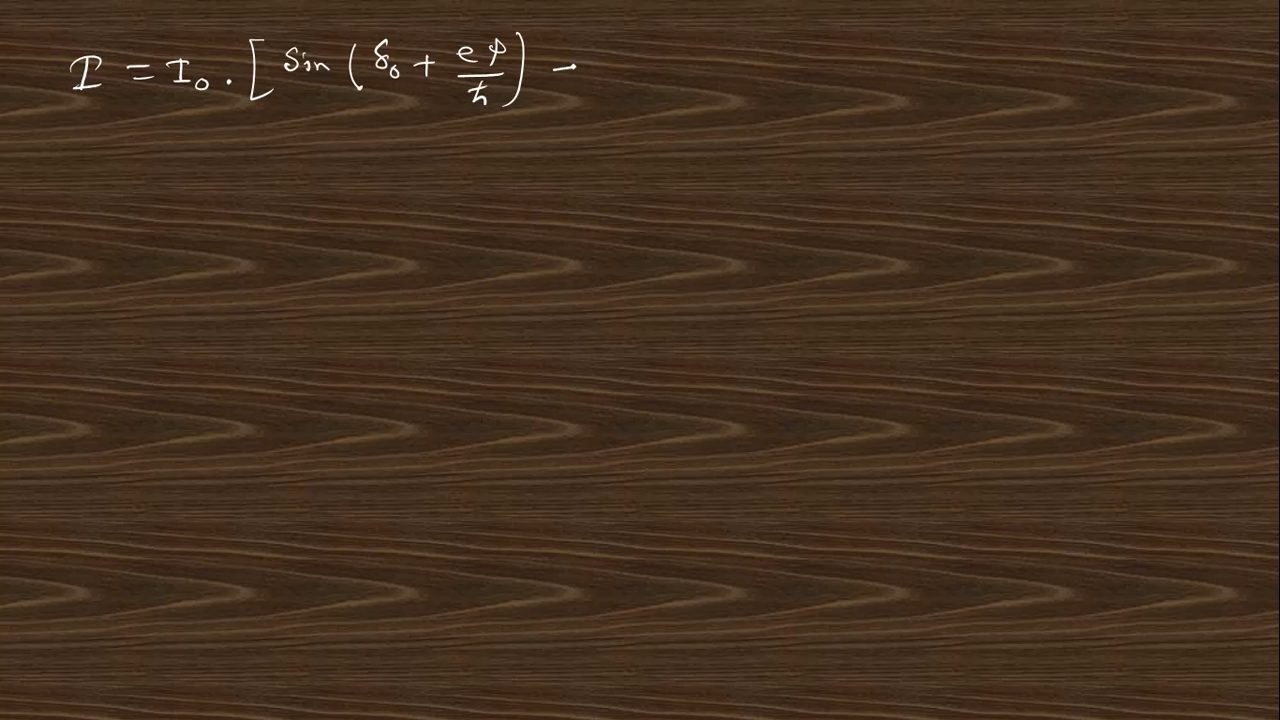 I = I₀ . [ sin ( δ₀ + eφ/ℏ ) −